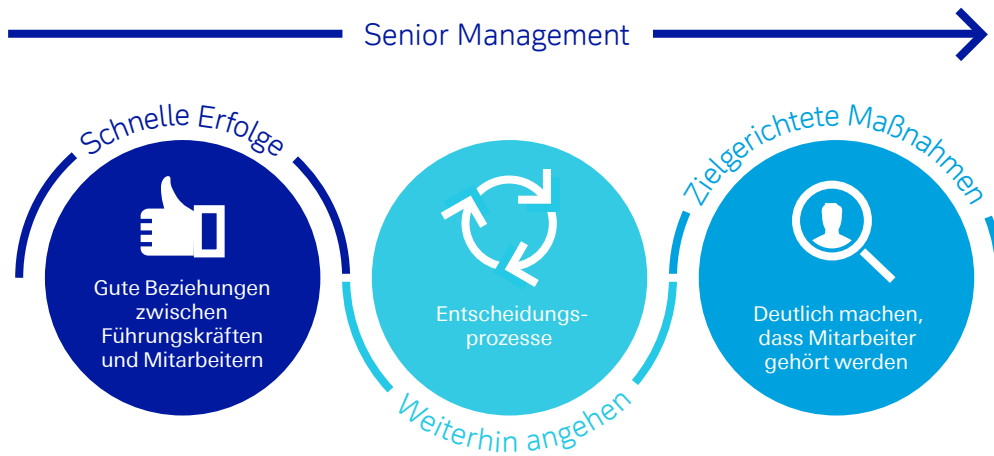 Senior Management
Schnelle Erfolge
Gute Beziehungen
zwischen
Führungskräften
und Mitarbeitern
Entscheidungs-
prozesse
Weiterhin angehen
Zielgerichtete Maßnahmen
Deutlich machen,
dass Mitarbeiter
gehört werden